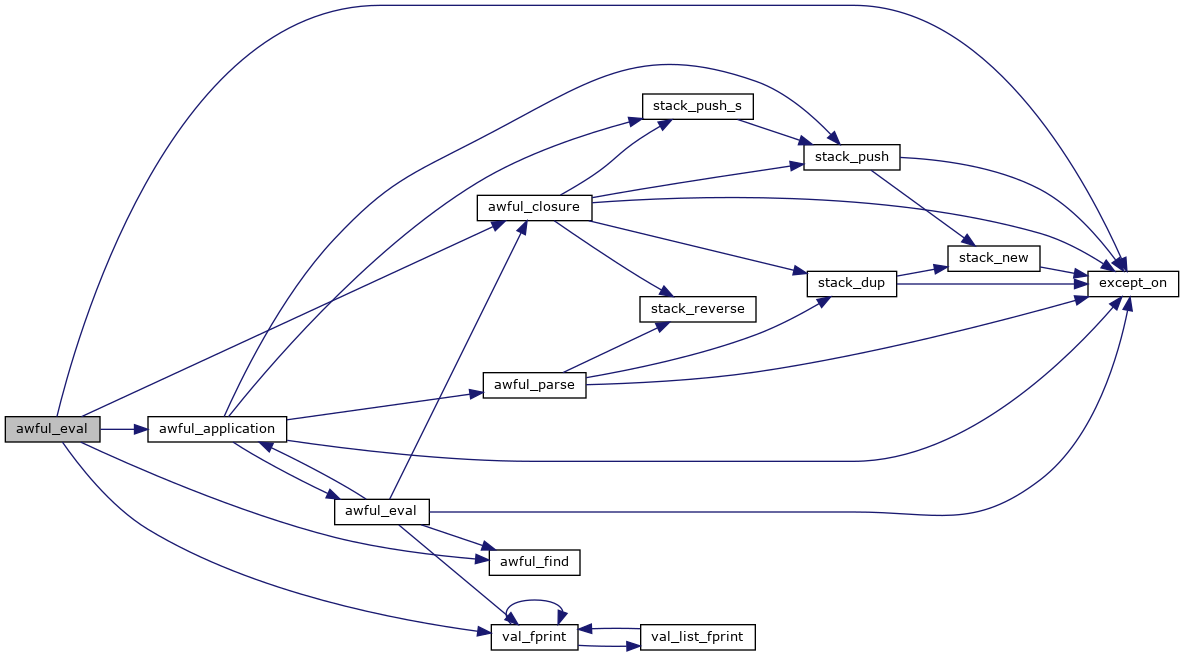 stack_push_s
stack_push
awful_closure
stack_new
stack_dup
except_on
stack_reverse
awful_parse
awful_eval
awful_application
awful_eval
awful_find
val_fprint
val_list_fprint